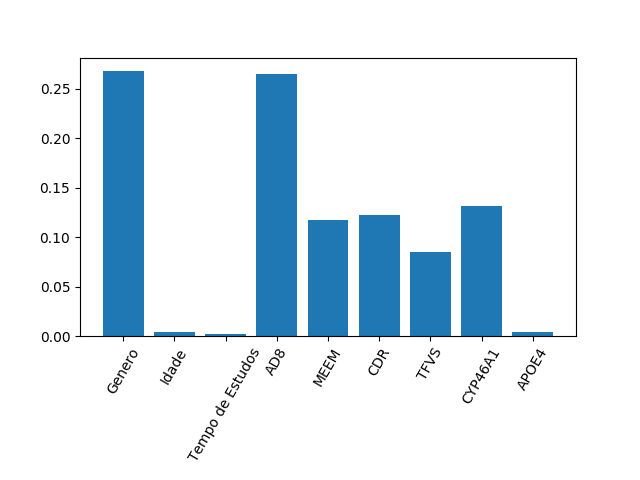 0.25
0.20
0.15
0.10
0.05
0.00
Genero
Idade
Tempo de Estudos
AD8
MEEM
CDR
TFVS
CYP46A1
APOE4